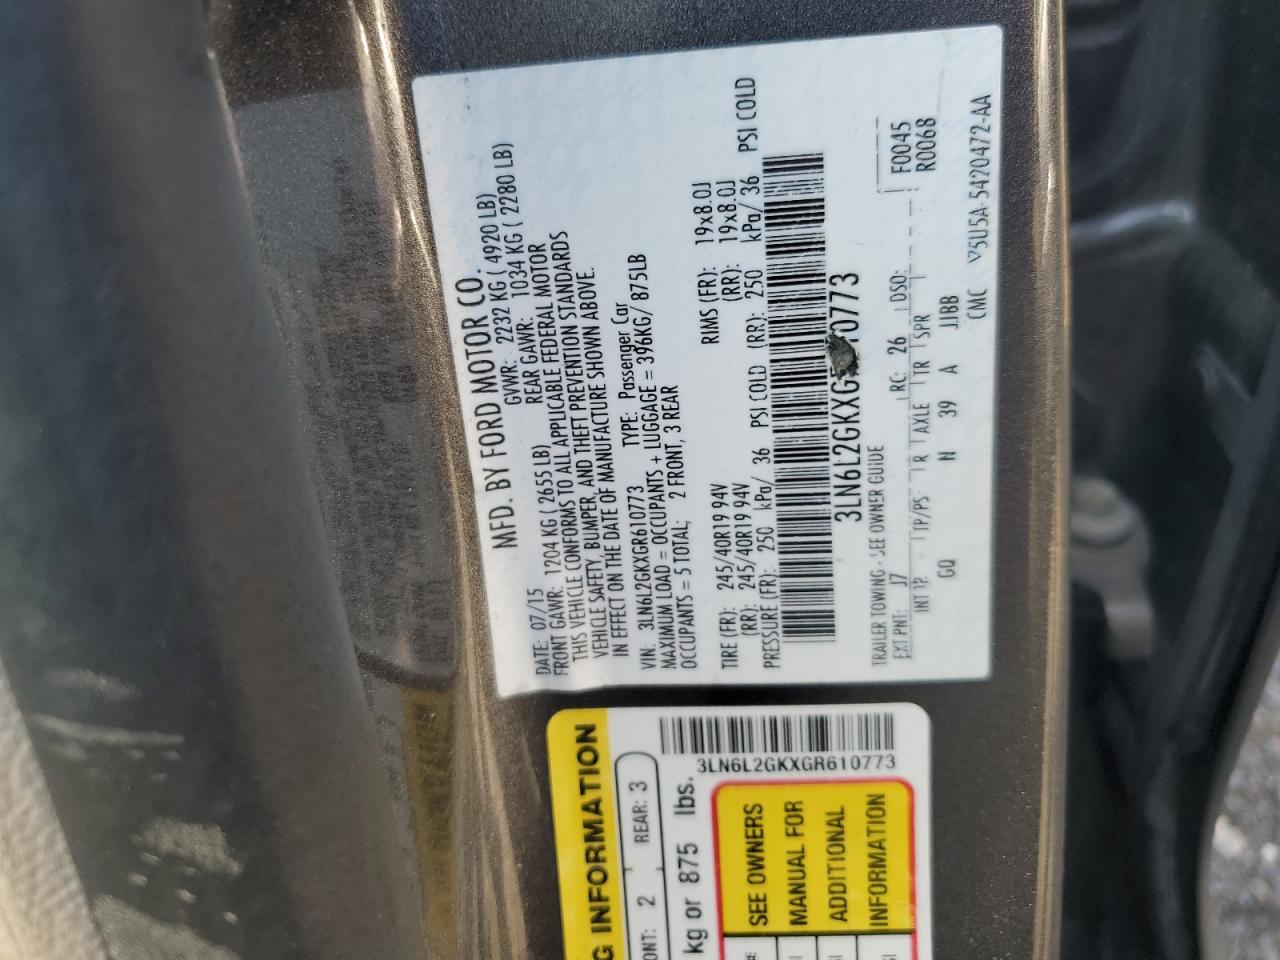 MFD. BY FORD MOTOR CO.
DATE: 07/15 GVWR: 2232 KG ( 4920 LB)
FRONT GAWR: 1204 KG ( 2655 LB) REAR GAWR: 1034 KG ( 2280 LB)
THIS VEHICLE CONFORMS TO ALL APPLICABLE FEDERAL MOTOR
VEHICLE SAFETY, BUMPER, AND THEFT PREVENTION STANDARDS
IN EFFECT ON THE DATE OF MANUFACTURE SHOWN ABOVE.
VIN: 3LN6L2GKXGR610773 TYPE: Passenger Car
MAXIMUM LOAD = OCCUPANTS + LUGGAGE = 396KG/ 875LB
OCCUPANTS = 5 TOTAL; 2 FRONT, 3 REAR
TIRE (FR): 245/40R19 94V RIMS (FR): 19x8.0J
(RR): 245/40R19 94V (RR): 19x8.0J
PRESSURE (FR): 250 kPa/ 36 PSI COLD (RR): 250 kPa/ 36 PSI COLD
3LN6L2GKXG 0773
TRAILER TOWING - SEE OWNER GUIDE
EXT PNT: J7 RC: 26 DSO: F0045
INT TR TP/PS R AXLE TR SPR R0068
GQ N 39 A JJBB
CMC V5U5A-5420472-AA
G INFORMATION
ONT: 2 REAR: 3
kg or 875 lbs.
3LN6L2GKXGR610773
SEE OWNERS
MANUAL FOR
ADDITIONAL
INFORMATION